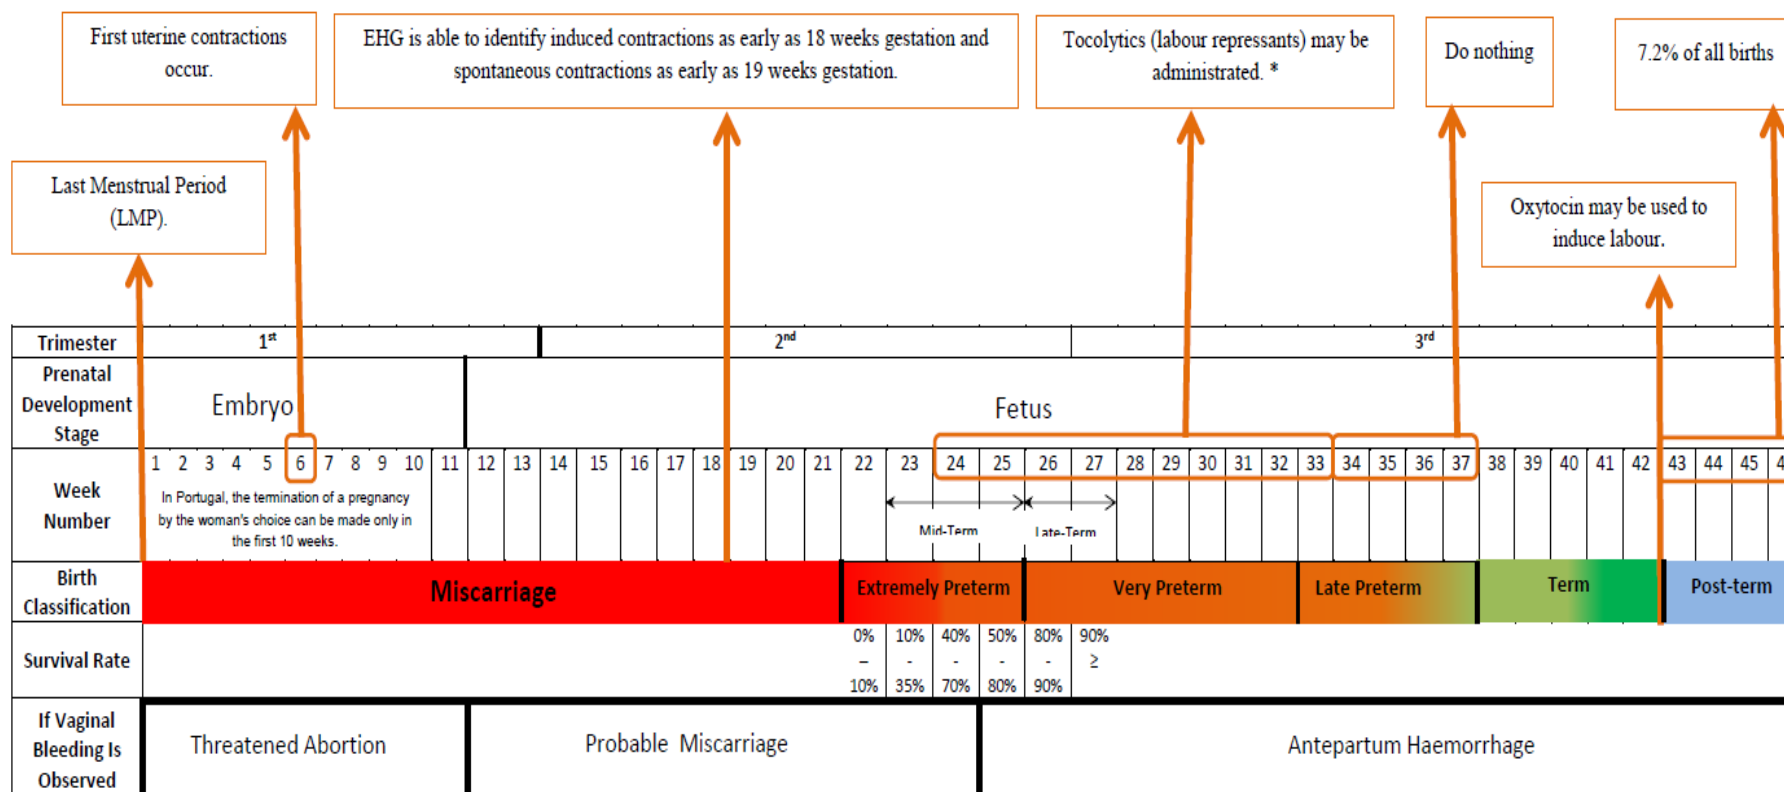 First uterine contractions
occur.
EHG is able to identify induced contractions as early as 18 weeks gestation and
spontaneous contractions as early as 19 weeks gestation.
Tocolytics (labour repressants) may be
administrated. *
Do nothing
7.2% of all births
Last Menstrual Period
(LMP).
Oxytocin may be used to
induce labour.
Trimester 1st 2nd 3rd
Prenatal
Development
Stage
Embryo Fetus
Week
Number
1 2 3 4 5 6 7 8 9 10 11 12 13 14 15 16 17 18 19 20 21 22 23 24 25 26 27 28 29 30 31 32 33 34 35 36 37 38 39 40 41 42 43 44 45
In Portugal, the termination of a pregnancy
by the woman's choice can be made only in
the first 10 weeks.
Mid-Term Late-Term
Birth
Classification
Miscarriage Extremely Preterm Very Preterm Late Preterm Term Post-term
Survival Rate
0% 10% 40% 50% 80% 90%
– - - - - ≥
10% 35% 70% 80% 90%
If Vaginal
Bleeding Is
Observed
Threatened Abortion Probable Miscarriage Antepartum Haemorrhage